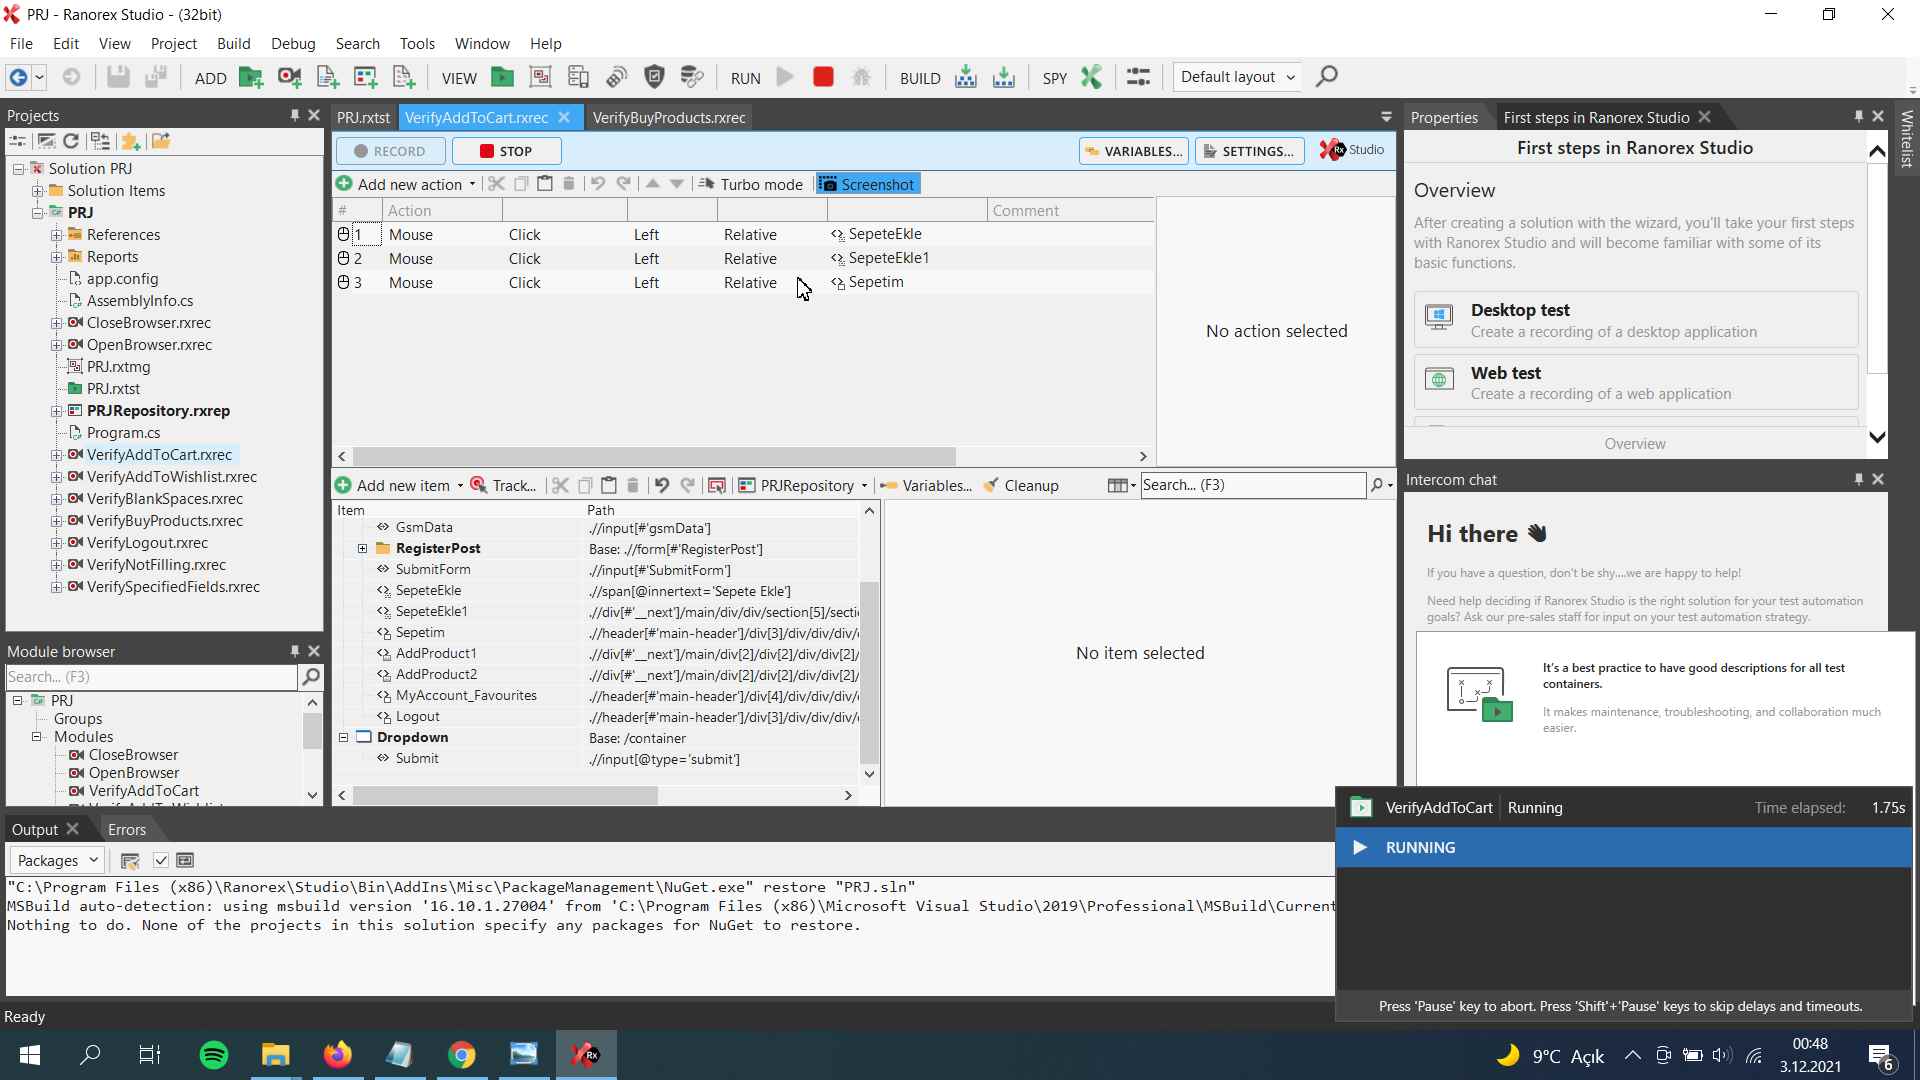 PRJ - Ranorex Studio - (32bit)
File Edit View Project Build Debug Search Tools Window Help
ADD VIEW RUN BUILD SPY Default layout
Projects
Solution PRJ
Solution Items
PRJ
References
Reports
app.config
AssemblyInfo.cs
CloseBrowser.rxrec
OpenBrowser.rxrec
PRJ.rxtmg
PRJ.rxtst
PRJRepository.rxrep
Program.cs
VerifyAddToCart.rxrec
VerifyAddToWishlist.rxrec
VerifyBlankSpaces.rxrec
VerifyBuyProducts.rxrec
VerifyLogout.rxrec
VerifyNotFilling.rxrec
VerifySpecifiedFields.rxrec
Module browser
Search... (F3)
PRJ
Groups
Modules
CloseBrowser
OpenBrowser
VerifyAddToCart
PRJ.rxtst VerifyAddToCart.rxrec VerifyBuyProducts.rxrec
RECORD STOP VARIABLES... SETTINGS... Rx Studio
Add new action Turbo mode Screenshot
# Action Comment
1 Mouse Click Left Relative SepeteEkle
2 Mouse Click Left Relative SepeteEkle1
3 Mouse Click Left Relative Sepetim
No action selected
Add new item Track... PRJRepository Variables... Cleanup Search... (F3)
Item Path
GsmData .//input[#'gsmData']
RegisterPost Base: .//form[#'RegisterPost']
SubmitForm .//input[#'SubmitForm']
SepeteEkle .//span[@innertext='Sepete Ekle']
SepeteEkle1 .//div[#'__next']/main/div/div/section[5]/secti
Sepetim .//header[#'main-header']/div[3]/div/div/div/
AddProduct1 .//div[#'__next']/main/div[2]/div[2]/div[2]/
AddProduct2 .//div[#'__next']/main/div[2]/div[2]/div[2]/
MyAccount_Favourites .//header[#'main-header']/div[4]/div/div/div/
Logout .//header[#'main-header']/div[3]/div/div/div/
Dropdown Base: /container
Submit .//input[@type='submit']
No item selected
Properties First steps in Ranorex Studio
First steps in Ranorex Studio
Overview
After creating a solution with the wizard, you'll take your first steps
with Ranorex Studio and will become familiar with some of its
basic functions.
Desktop test
Create a recording of a desktop application
Web test
Create a recording of a web application
Overview
Whitelist
Intercom chat
Hi there
If you have a question, don't be shy....we are happy to help!
Need help deciding if Ranorex Studio is the right solution for your test automation
goals? Ask our pre-sales staff for input on your test automation strategy.
It's a best practice to have good descriptions for all test
containers.
It makes maintenance, troubleshooting, and collaboration much
easier.
VerifyAddToCart Running Time elapsed: 1.75s
RUNNING
Press 'Pause' key to abort. Press 'Shift'+'Pause' keys to skip delays and timeouts.
Output Errors
Packages
"C:\Program Files (x86)\Ranorex\Studio\Bin\AddIns\Misc\PackageManagement\NuGet.exe" restore "PRJ.sln"
MSBuild auto-detection: using msbuild version '16.10.1.27004' from 'C:\Program Files (x86)\Microsoft Visual Studio\2019\Professional\MSBuild\Current
Nothing to do. None of the projects in this solution specify any packages for NuGet to restore.
Ready
Rx
9°C Açık
00:48
3.12.2021
6